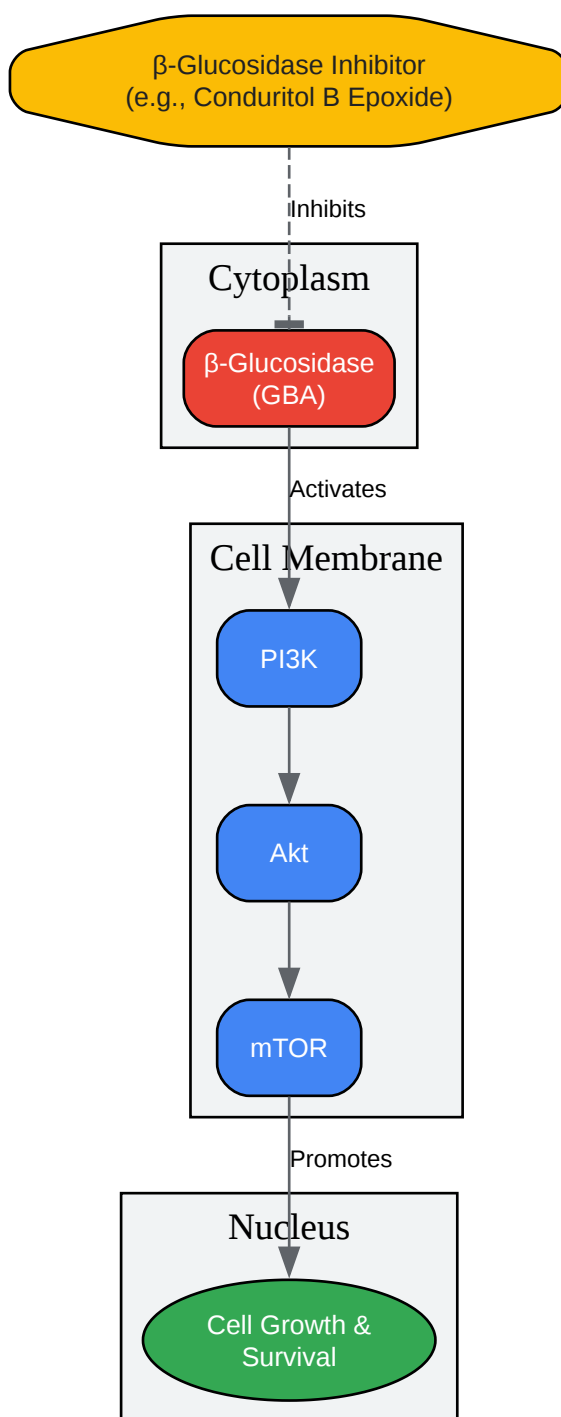 β-Glucosidase Inhibitor
(e.g., Conduritol B Epoxide)
Inhibits
Cytoplasm
β-Glucosidase
(GBA)
Activates
Cell Membrane
PI3K
Akt
mTOR
Promotes
Nucleus
Cell Growth &
Survival